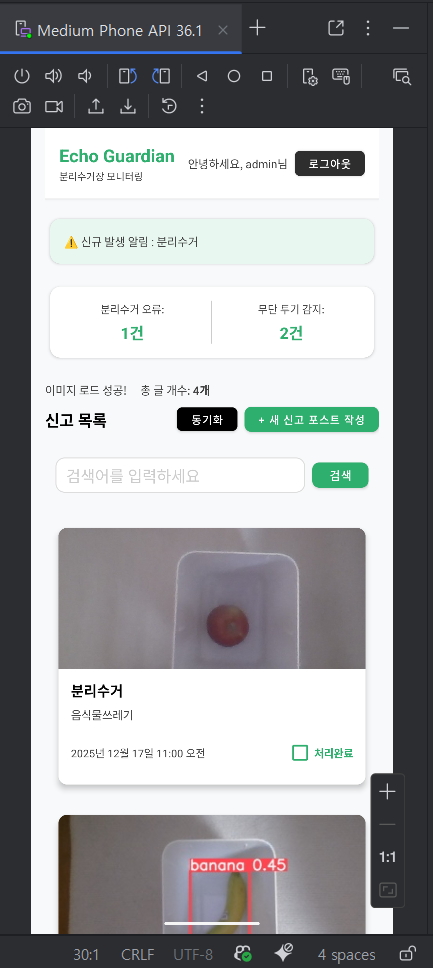 Medium Phone API 36.1
Echo Guardian
분리수거장 모니터링
안녕하세요, admin님
로그아웃
⚠️ 신규 발생 알림 : 분리수거
분리수거 오류:
1건
무단 투기 감지:
2건
이미지 로드 성공! 총 글 개수: 4개
신고 목록
동기화
+ 새 신고 포스트 작성
검색어를 입력하세요
검색
분리수거
음식물쓰레기
2025년 12월 17일 11:00 오전
처리완료
banana 0.45
1:1
30:1 CRLF UTF-8 4 spaces